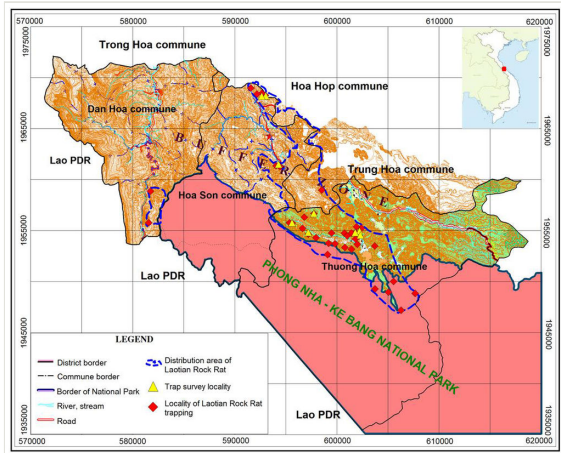 570000
580000
590000
600000
610000
620000
1975000
1975000
Trong Hoa commune
Hoa Hop commune
Dan Hoa commune
1965000
1965000
BUFFER ZONE
Lao PDR
Trung Hoa commune
Hoa Son commune
1955000
1955000
Thuong Hoa commune
Lao PDR
PHONG NHA - KE BANG NATIONAL PARK
1945000
1945000
LEGEND
District border
Commune border
Border of National Park
River, stream
Road
Distribution area of
Laotian Rock Rat
Trap survey locality
Locality of Laotian Rock Rat
trapping
Lao PDR
1935000
1935000
570000
580000
590000
600000
610000
620000